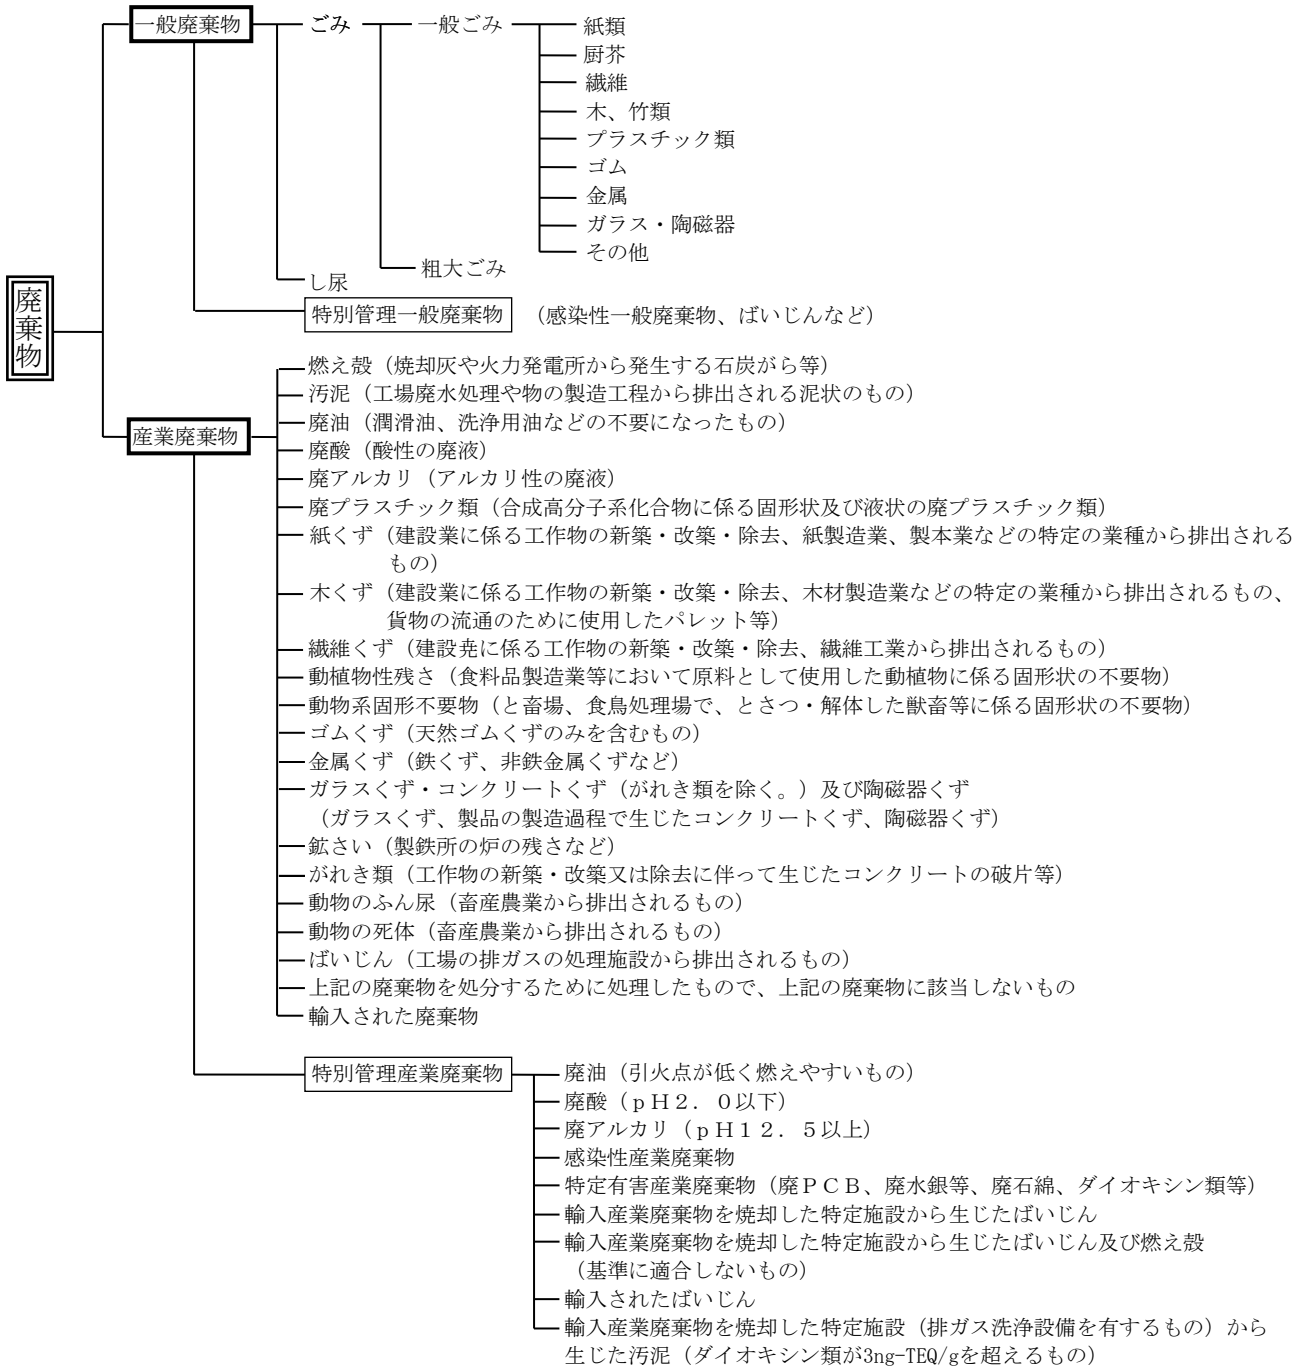 廃棄物
一般廃棄物
ごみ
一般ごみ
紙類
厨芥
繊維
木、竹類
プラスチック類
ゴム
金属
ガラス・陶磁器
その他
粗大ごみ
し尿
特別管理一般廃棄物
（感染性一般廃棄物、ばいじんなど）
産業廃棄物
燃え殻（焼却灰や火力発電所から発生する石炭がら等）
汚泥（工場廃水処理や物の製造工程から排出される泥状のもの）
廃油（潤滑油、洗浄用油などの不要になったもの）
廃酸（酸性の廃液）
廃アルカリ（アルカリ性の廃液）
廃プラスチック類（合成高分子系化合物に係る固形状及び液状の廃プラスチック類）
紙くず（建設業に係る工作物の新築・改築・除去、紙製造業、製本業などの特定の業種から排出される
もの）
木くず（建設業に係る工作物の新築・改築・除去、木材製造業などの特定の業種から排出されるもの、
貨物の流通のために使用したパレット等）
繊維くず（建設尭に係る工作物の新築・改築・除去、繊維工業から排出されるもの）
動植物性残さ（食料品製造業等において原料として使用した動植物に係る固形状の不要物）
動物系固形不要物（と畜場、食鳥処理場で、とさつ・解体した獣畜等に係る固形状の不要物）
ゴムくず（天然ゴムくずのみを含むもの）
金属くず（鉄くず、非鉄金属くずなど）
ガラスくず・コンクリートくず（がれき類を除く。）及び陶磁器くず
（ガラスくず、製品の製造過程で生じたコンクリートくず、陶磁器くず）
鉱さい（製鉄所の炉の残さなど）
がれき類（工作物の新築・改築又は除去に伴って生じたコンクリートの破片等）
動物のふん尿（畜産農業から排出されるもの）
動物の死体（畜産農業から排出されるもの）
ばいじん（工場の排ガスの処理施設から排出されるもの）
上記の廃棄物を処分するために処理したもので、上記の廃棄物に該当しないもの
輸入された廃棄物
特別管理産業廃棄物
廃油（引火点が低く燃えやすいもの）
廃酸（ｐＨ２．０以下）
廃アルカリ（ｐＨ１２．５以上）
感染性産業廃棄物
特定有害産業廃棄物（廃ＰＣＢ、廃水銀等、廃石綿、ダイオキシン類等）
輸入産業廃棄物を焼却した特定施設から生じたばいじん
輸入産業廃棄物を焼却した特定施設から生じたばいじん及び燃え殻
（基準に適合しないもの）
輸入されたばいじん
輸入産業廃棄物を焼却した特定施設（排ガス洗浄設備を有するもの）から
生じた汚泥（ダイオキシン類が3ng-TEQ/gを超えるもの）